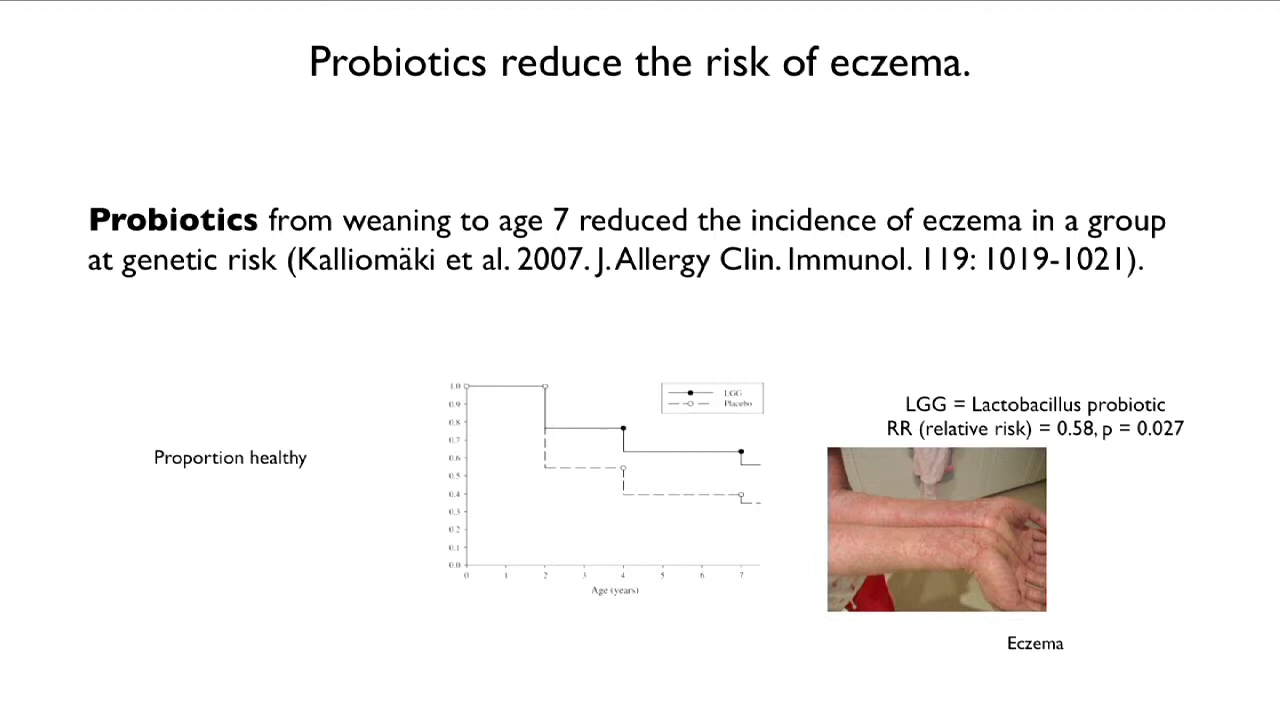 Probiotics reduce the risk of eczema.
Probiotics from weaning to age 7 reduced the incidence of eczema in a group
at genetic risk (Kalliomäki et al. 2007. J. Allergy Clin. Immunol. 119: 1019-1021).
Proportion healthy
1.0
0.9
0.8
0.7
0.6
0.5
0.4
0.3
0.2
0.1
0.0
0 1 2 3 4 5 6 7
Age (years)
LGG
Placebo
LGG = Lactobacillus probiotic
RR (relative risk) = 0.58, p = 0.027
Eczema